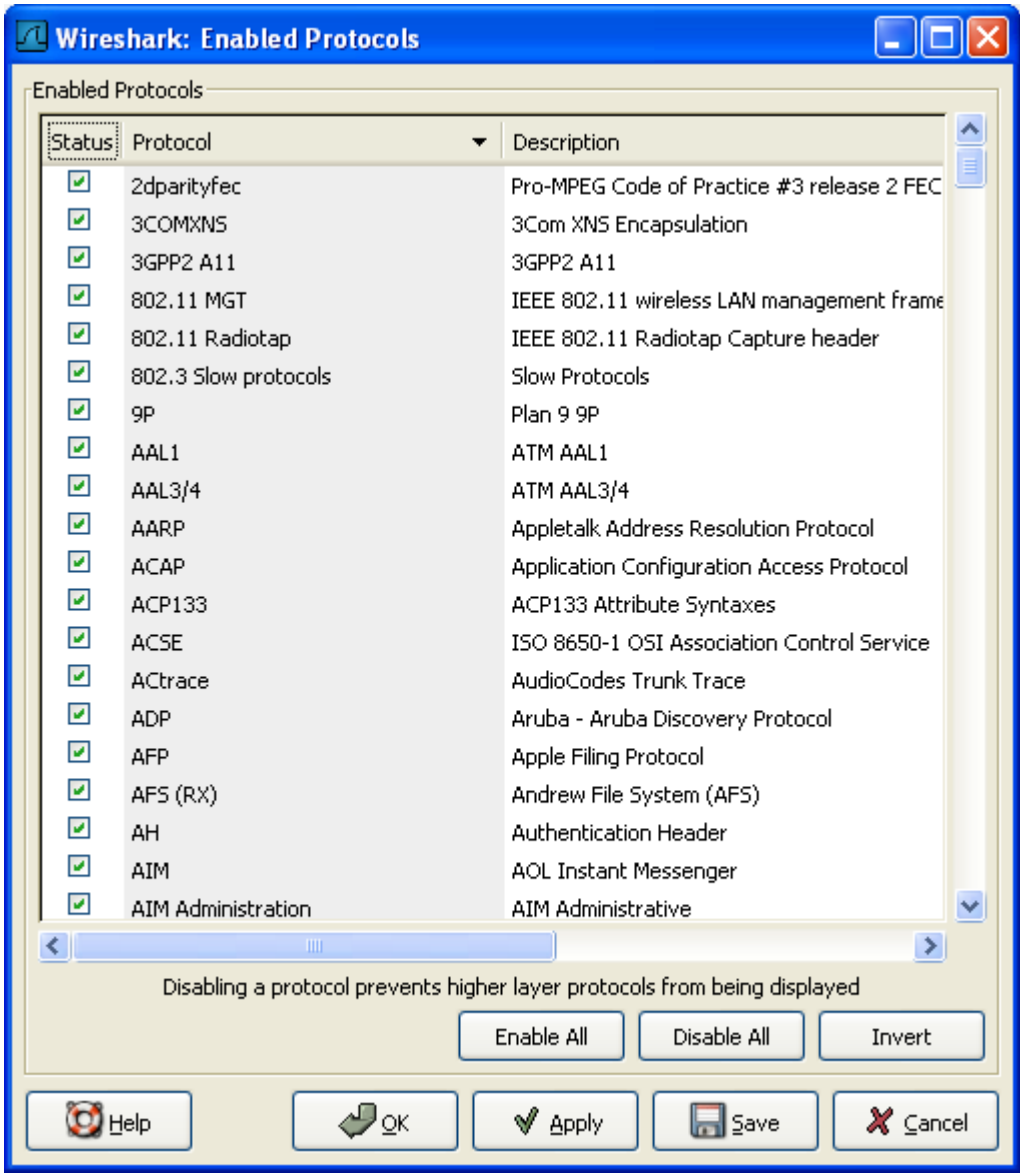 Wireshark: Enabled Protocols
Enabled Protocols
Status Protocol Description
2dparityfec Pro-MPEG Code of Practice #3 release 2 FEC
3COMXNS 3Com XNS Encapsulation
3GPP2 A11 3GPP2 A11
802.11 MGT IEEE 802.11 wireless LAN management frame
802.11 Radiotap IEEE 802.11 Radiotap Capture header
802.3 Slow protocols Slow Protocols
9P Plan 9 9P
AAL1 ATM AAL1
AAL3/4 ATM AAL3/4
AARP Appletalk Address Resolution Protocol
ACAP Application Configuration Access Protocol
ACP133 ACP133 Attribute Syntaxes
ACSE ISO 8650-1 OSI Association Control Service
ACtrace AudioCodes Trunk Trace
ADP Aruba - Aruba Discovery Protocol
AFP Apple Filing Protocol
AFS (RX) Andrew File System (AFS)
AH Authentication Header
AIM AOL Instant Messenger
AIM Administration AIM Administrative
Disabling a protocol prevents higher layer protocols from being displayed
Enable All Disable All Invert
Help OK Apply Save Cancel